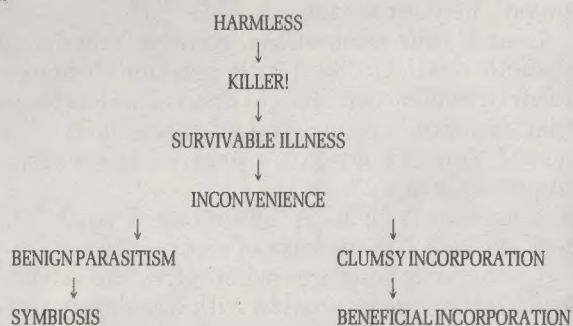 HARMLESS
↓
KILLER!
↓
SURVIVABLE ILLNESS
↓
INCONVENIENCE
↓ ↓
BENIGN PARASITISM CLUMSY INCORPORATION
↓ ↓
SYMBIOSIS BENEFICIAL INCORPORATION